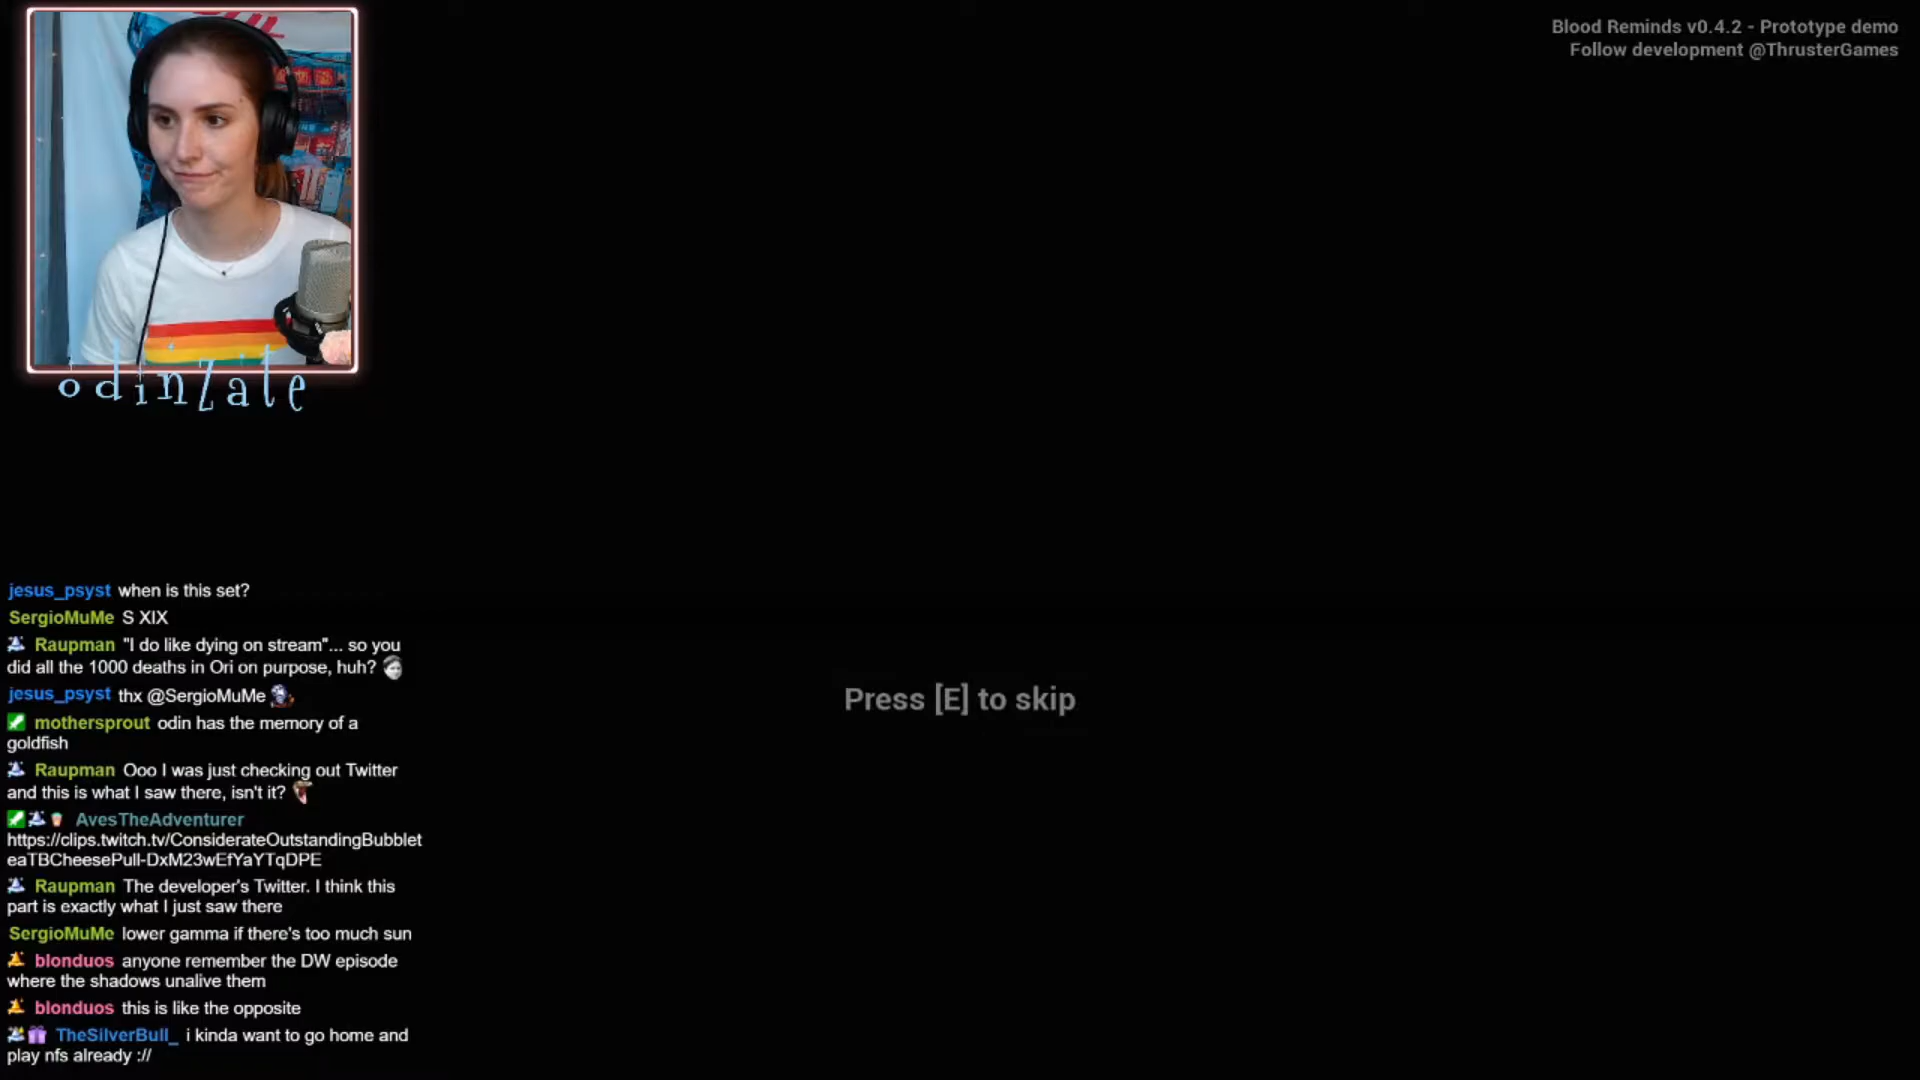 Blood Reminds v0.4.2 - Prototype demo
Follow development @ThrusterGames
odinzate
jesus_psyst when is this set?
SergioMuMe S XIX
Raupman "I do like dying on stream"... so you
did all the 1000 deaths in Ori on purpose, huh?
jesus_psyst thx @SergioMuMe
mothersprout odin has the memory of a
goldfish
Raupman Ooo I was just checking out Twitter
and this is what I saw there, isn't it?
AvesTheAdventurer
https://clips.twitch.tv/ConsiderateOutstandingBubblet
eaTBCheesePull-DxM23wEfYaYTqDPE
Raupman The developer's Twitter. I think this
part is exactly what I just saw there
SergioMuMe lower gamma if there's too much sun
blonduos anyone remember the DW episode
where the shadows unalive them
blonduos this is like the opposite
TheSilverBull_ i kinda want to go home and
play nfs already ://
Press [E] to skip